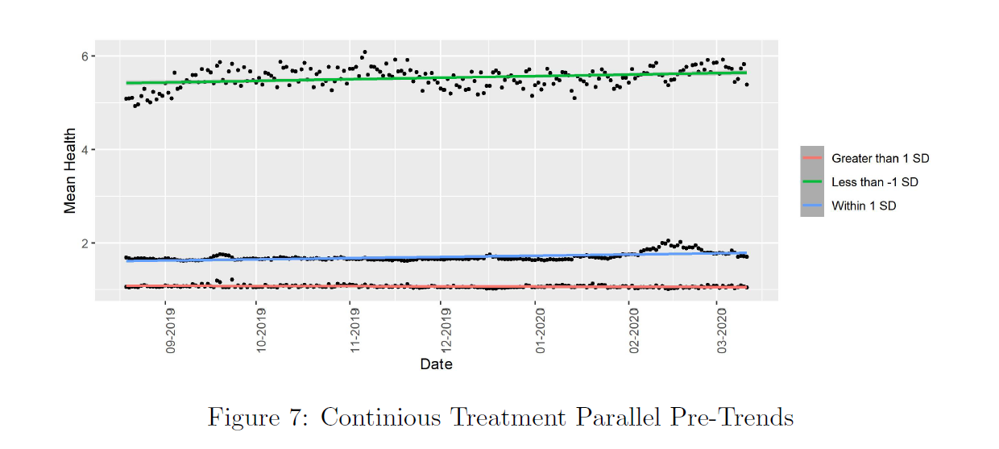 6
4
2
Mean Health
09-2019
10-2019
11-2019
12-2019
01-2020
02-2020
03-2020
Date
Greater than 1 SD
Less than -1 SD
Within 1 SD
Figure 7: Continious Treatment Parallel Pre-Trends